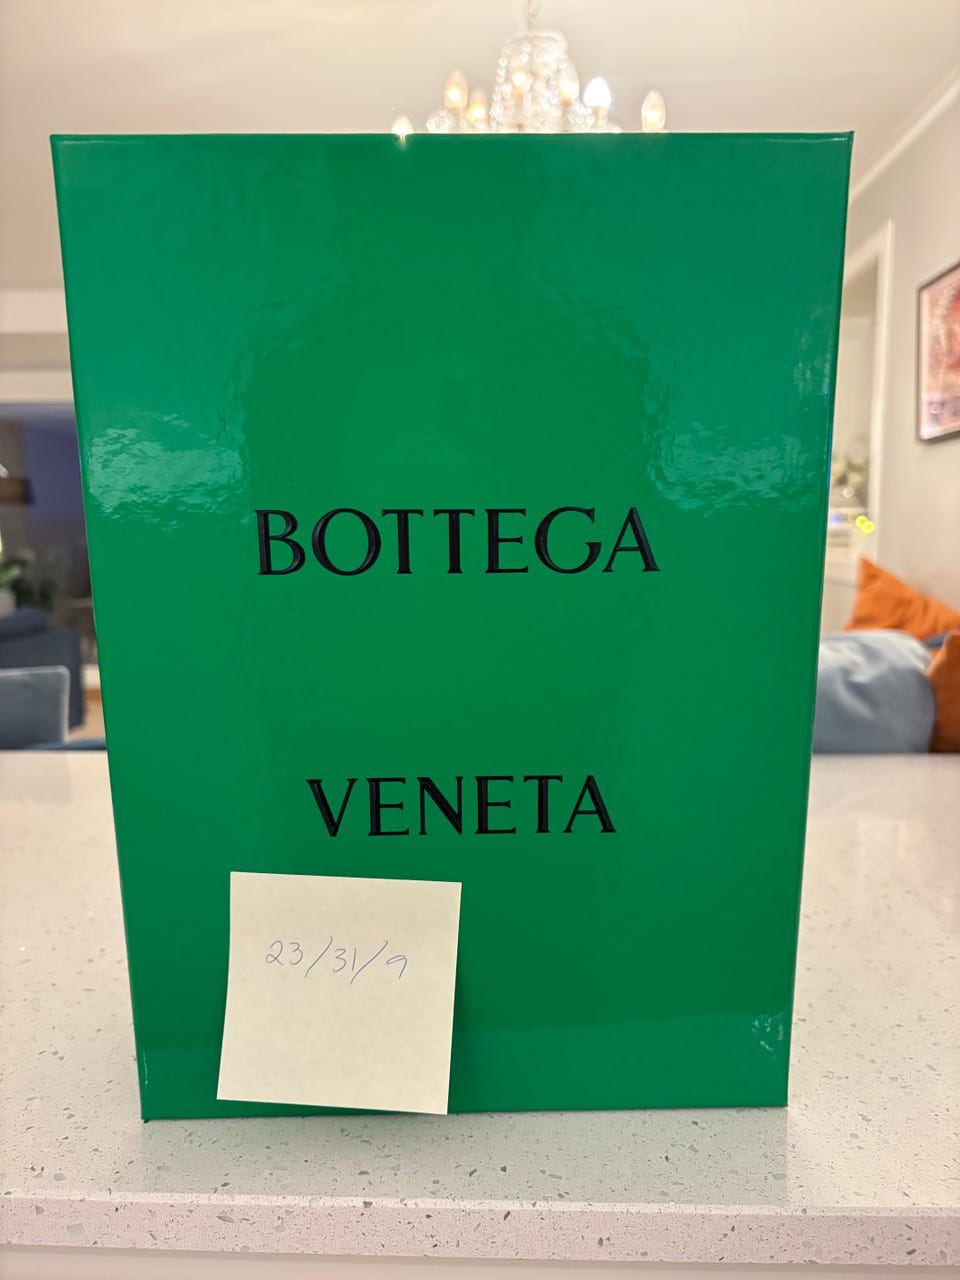 BOTTEGA
VENETA
23/31/9